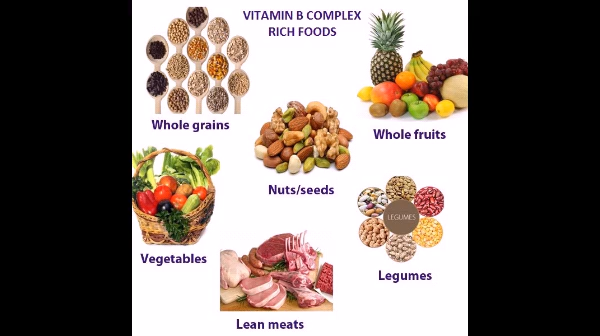 VITAMIN B COMPLEX
RICH FOODS
Whole grains
Whole fruits
Nuts/seeds
LEGUMES
Vegetables
Legumes
Lean meats